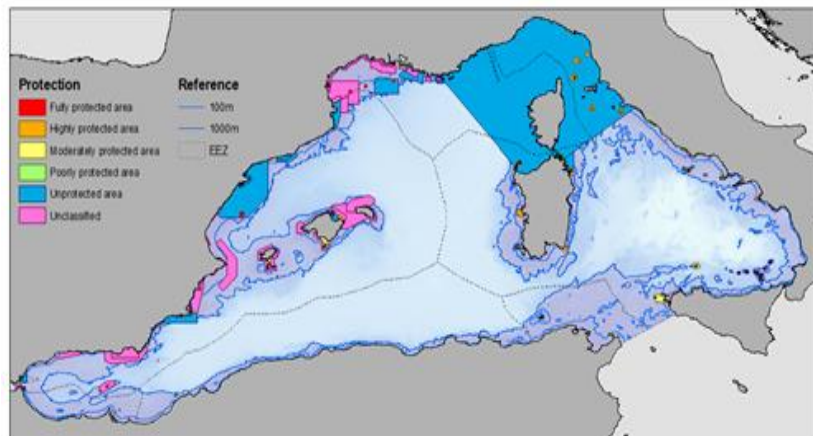 Protection
Fully protected area
Highly protected area
Moderately protected area
Poorly protected area
Unprotected area
Unclassified
Reference
100m
1000m
EEZ